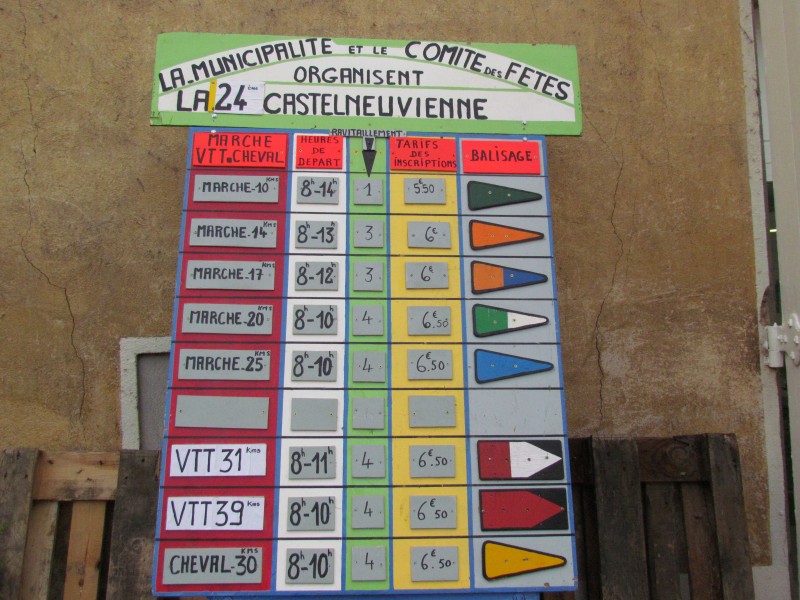 LA MUNICIPALITE ET LE COMITE DES FETES
ORGANISENT
LA 24 ème CASTELNEUVIENNE
RAVITAILLEMENT
MARCHE VTT.CHEVAL HEURES DE DEPART TARIFS DES INSCRIPTIONS BALISAGE
MARCHE-10 KMS 8h-14h 1 5€50
MARCHE-14 KMS 8h-13h 3 6€
MARCHE-17 KMS 8h-12h 3 6€
MARCHE-20 KMS 8h-10h 4 6€.50
MARCHE-25 KMS 8h-10h 4 6€.50
VTT 31 Kms 8h-11h 4 6€.50
VTT 39 Kms 8h-10h 4 6€.50
CHEVAL-30 KMS 8h-10h 4 6€.50